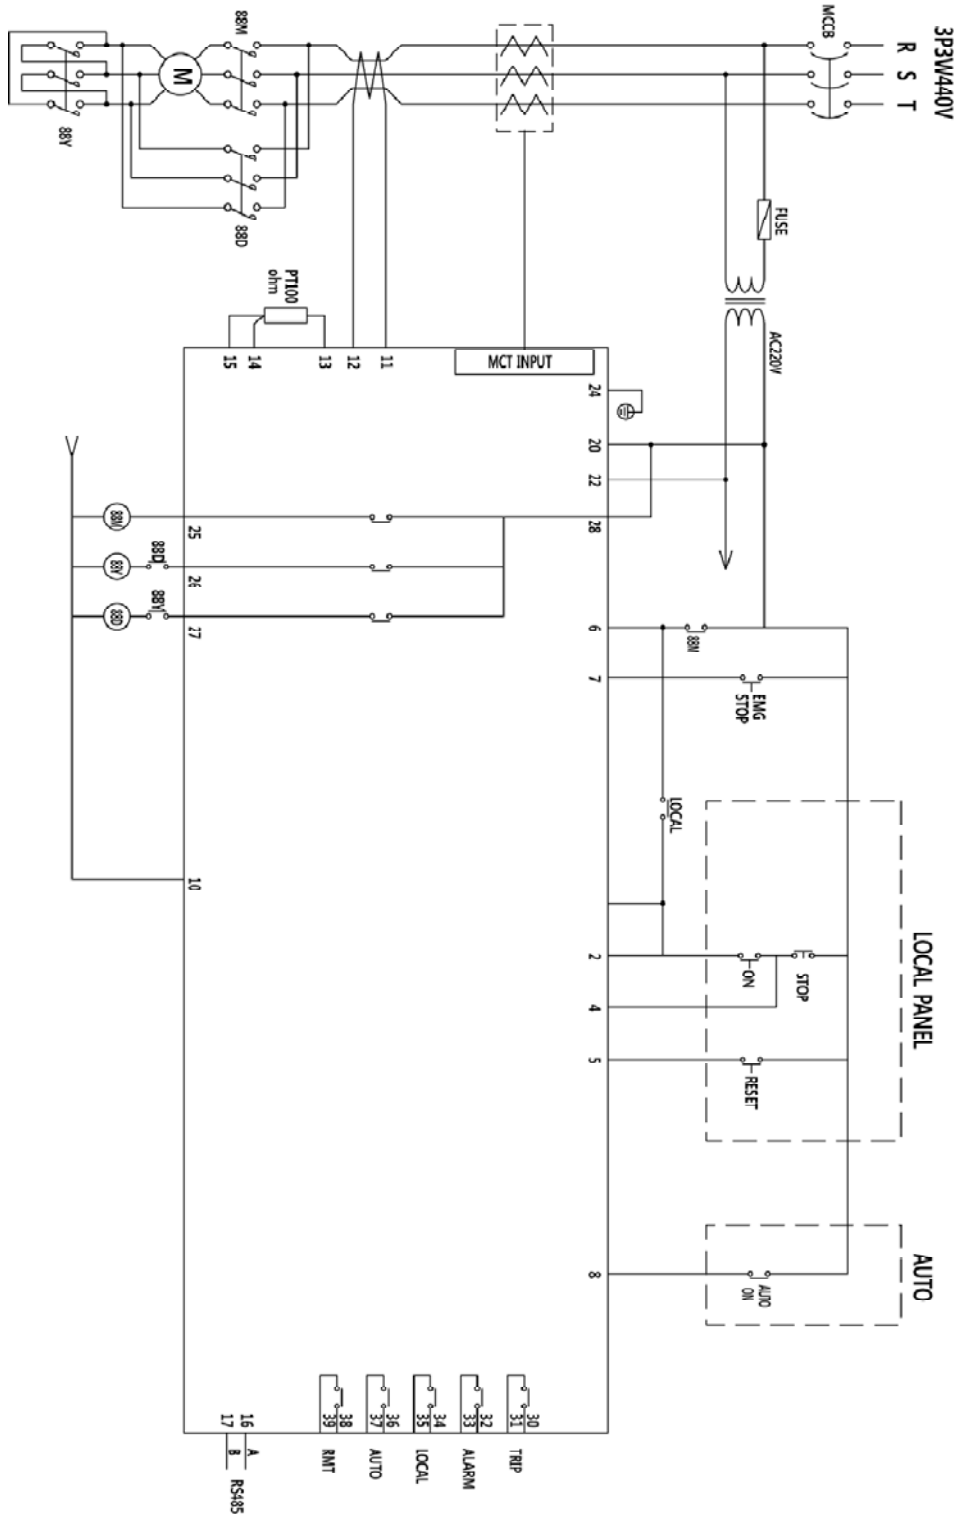 3P3W440V
R
S
T
MCCB
88M
M
88Y
88D
FUSE
AC220V
PT100
ohm
15
14
13
12
11
MCT INPUT
24
20
22
28
25
26
27
88M
88Y
88D
88D
88Y
6
88M
7
EMG
STOP
LOCAL
LOCAL PANEL
10
2
ON
STOP
4
5
RESET
AUTO
8
AUTO
ON
30
31
TRIP
32
33
ALARM
34
35
LOCAL
36
37
AUTO
38
39
RMT
16
17
A
B
RS485